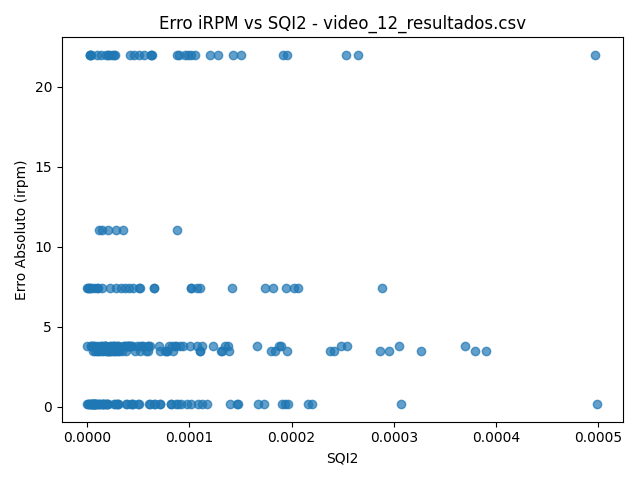 Erro iRPM vs SQI2 - video_12_resultados.csv
Erro Absoluto (irpm)
20
15
10
5
0
0.0000 0.0001 0.0002 0.0003 0.0004 0.0005
SQI2